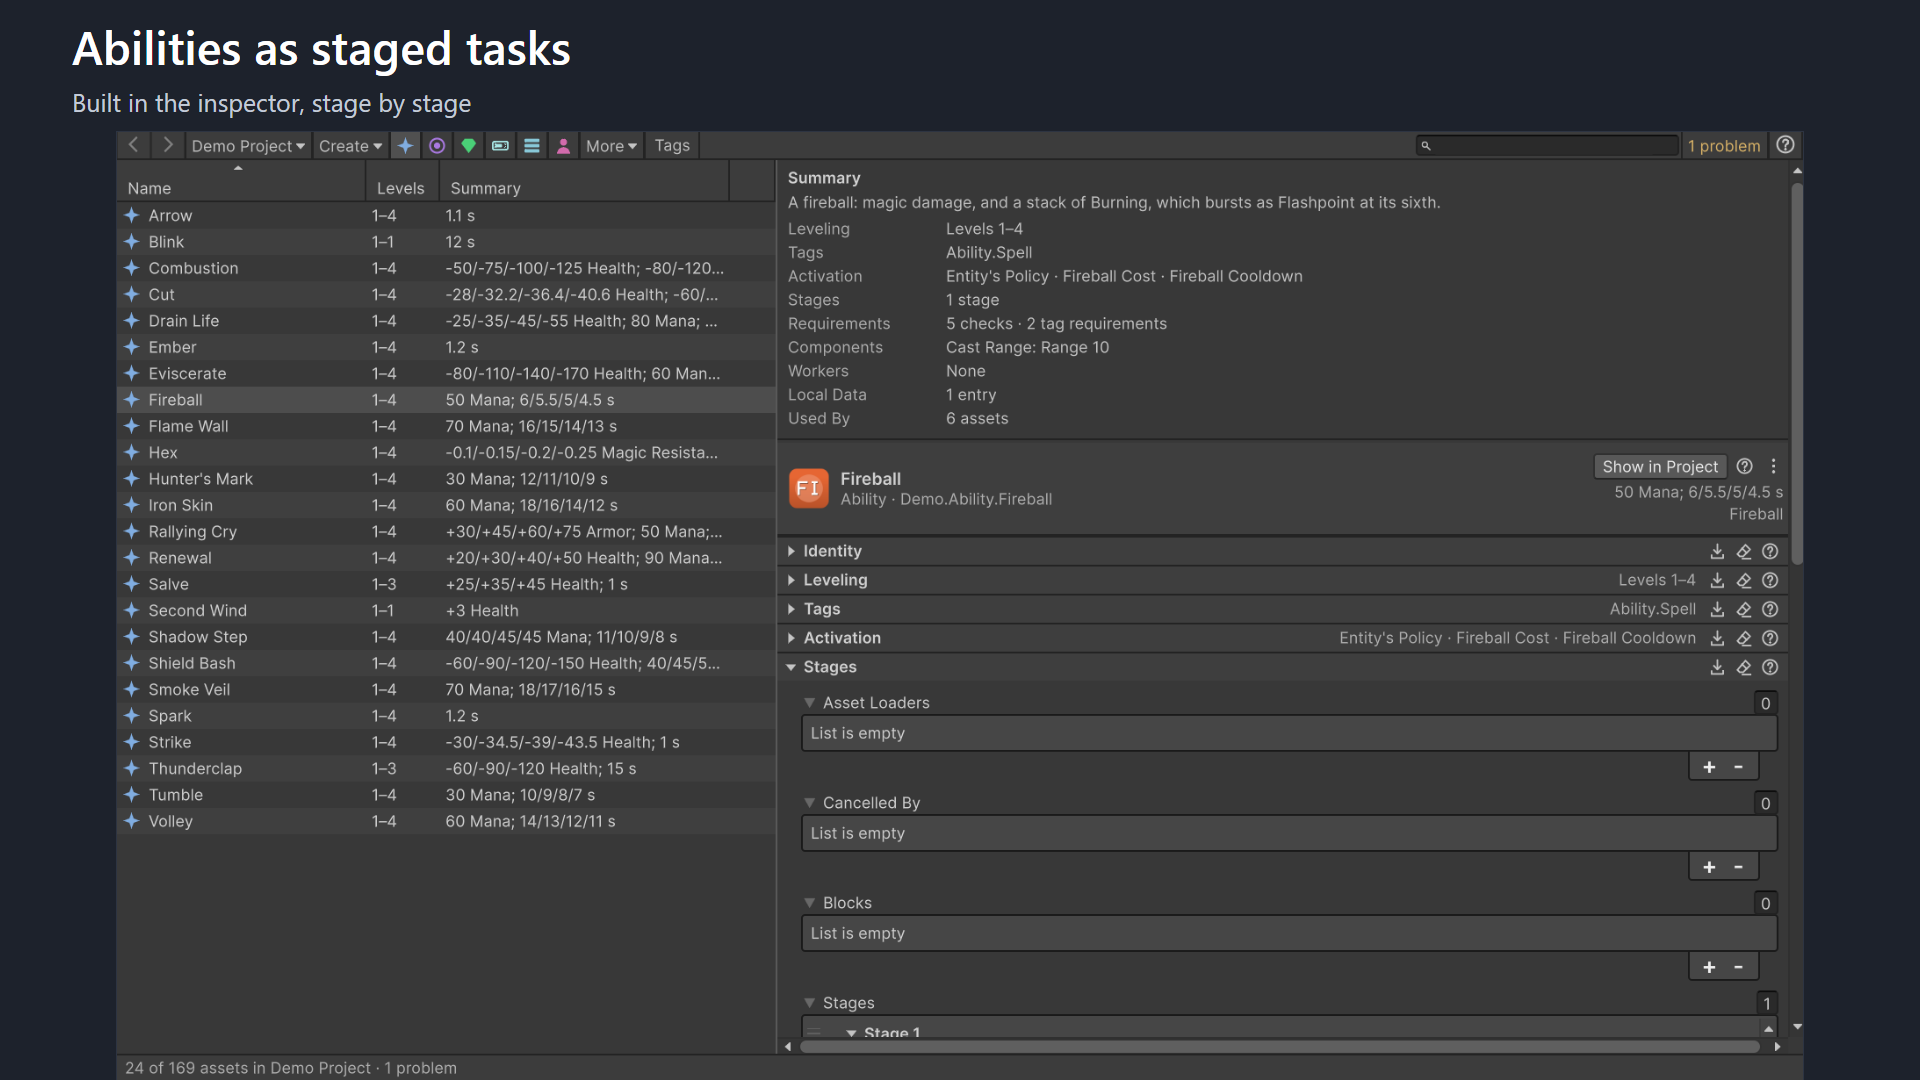 Abilities as staged tasks
Built in the inspector, stage by stage
Demo Project Create More Tags 1 problem
Name Levels Summary
Arrow 1–4 1.1 s
Blink 1–1 12 s
Combustion 1–4 -50/-75/-100/-125 Health; -80/-120...
Cut 1–4 -28/-32.2/-36.4/-40.6 Health; -60/...
Drain Life 1–4 -25/-35/-45/-55 Health; 80 Mana; ...
Ember 1–4 1.2 s
Eviscerate 1–4 -80/-110/-140/-170 Health; 60 Man...
Fireball 1–4 50 Mana; 6/5.5/5/4.5 s
Flame Wall 1–4 70 Mana; 16/15/14/13 s
Hex 1–4 -0.1/-0.15/-0.2/-0.25 Magic Resista...
Hunter's Mark 1–4 30 Mana; 12/11/10/9 s
Iron Skin 1–4 60 Mana; 18/16/14/12 s
Rallying Cry 1–4 +30/+45/+60/+75 Armor; 50 Mana;...
Renewal 1–4 +20/+30/+40/+50 Health; 90 Mana...
Salve 1–3 +25/+35/+45 Health; 1 s
Second Wind 1–1 +3 Health
Shadow Step 1–4 40/40/45/45 Mana; 11/10/9/8 s
Shield Bash 1–4 -60/-90/-120/-150 Health; 40/45/5...
Smoke Veil 1–4 70 Mana; 18/17/16/15 s
Spark 1–4 1.2 s
Strike 1–4 -30/-34.5/-39/-43.5 Health; 1 s
Thunderclap 1–3 -60/-90/-120 Health; 15 s
Tumble 1–4 30 Mana; 10/9/8/7 s
Volley 1–4 60 Mana; 14/13/12/11 s
Summary
A fireball: magic damage, and a stack of Burning, which bursts as Flashpoint at its sixth.
Leveling Levels 1–4
Tags Ability.Spell
Activation Entity's Policy · Fireball Cost · Fireball Cooldown
Stages 1 stage
Requirements 5 checks · 2 tag requirements
Components Cast Range: Range 10
Workers None
Local Data 1 entry
Used By 6 assets
FI
Fireball
Ability · Demo.Ability.Fireball
Show in Project
50 Mana; 6/5.5/5/4.5 s
Fireball
Identity
Leveling Levels 1–4
Tags Ability.Spell
Activation Entity's Policy · Fireball Cost · Fireball Cooldown
Stages
Asset Loaders 0
List is empty
+ -
Cancelled By 0
List is empty
+ -
Blocks 0
List is empty
+ -
Stages 1
Stage 1
24 of 169 assets in Demo Project · 1 problem